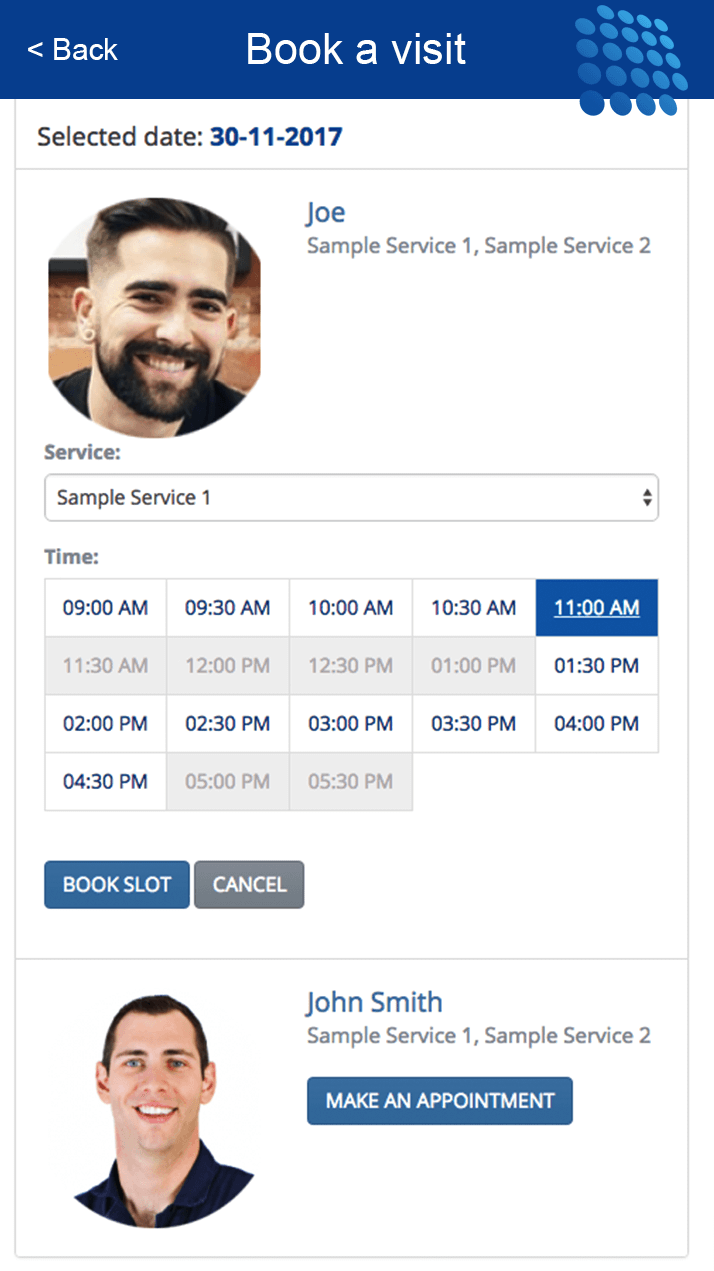 < Back Book a visit
Selected date: 30-11-2017
Joe
Sample Service 1, Sample Service 2
Service:
Sample Service 1
Time:
09:00 AM 09:30 AM 10:00 AM 10:30 AM 11:00 AM
11:30 AM 12:00 PM 12:30 PM 01:00 PM 01:30 PM
02:00 PM 02:30 PM 03:00 PM 03:30 PM 04:00 PM
04:30 PM 05:00 PM 05:30 PM
BOOK SLOT CANCEL
John Smith
Sample Service 1, Sample Service 2
MAKE AN APPOINTMENT